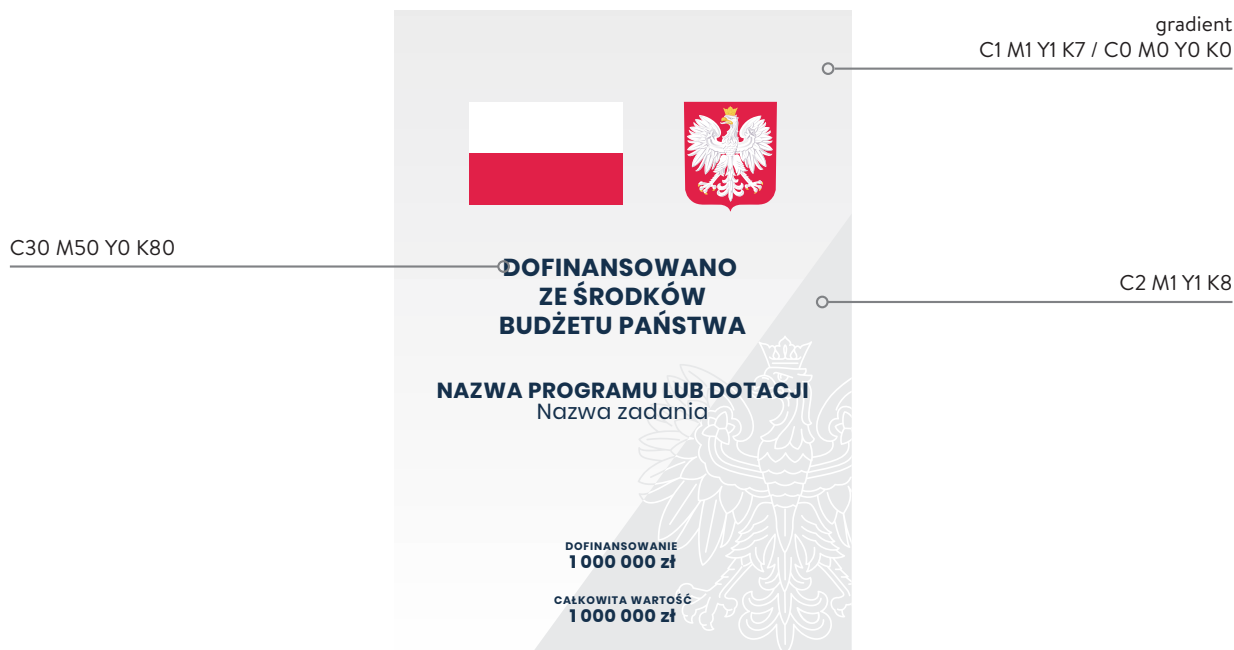 gradient
C1 M1 Y1 K7 / C0 M0 Y0 K0
C30 M50 Y0 K80
DOFINANSOWANO
ZE ŚRODKÓW
BUDŻETU PAŃSTWA
C2 M1 Y1 K8
NAZWA PROGRAMU LUB DOTACJI
Nazwa zadania
DOFINANSOWANIE
1 000 000 zł
CAŁKOWITA WARTOŚĆ
1 000 000 zł